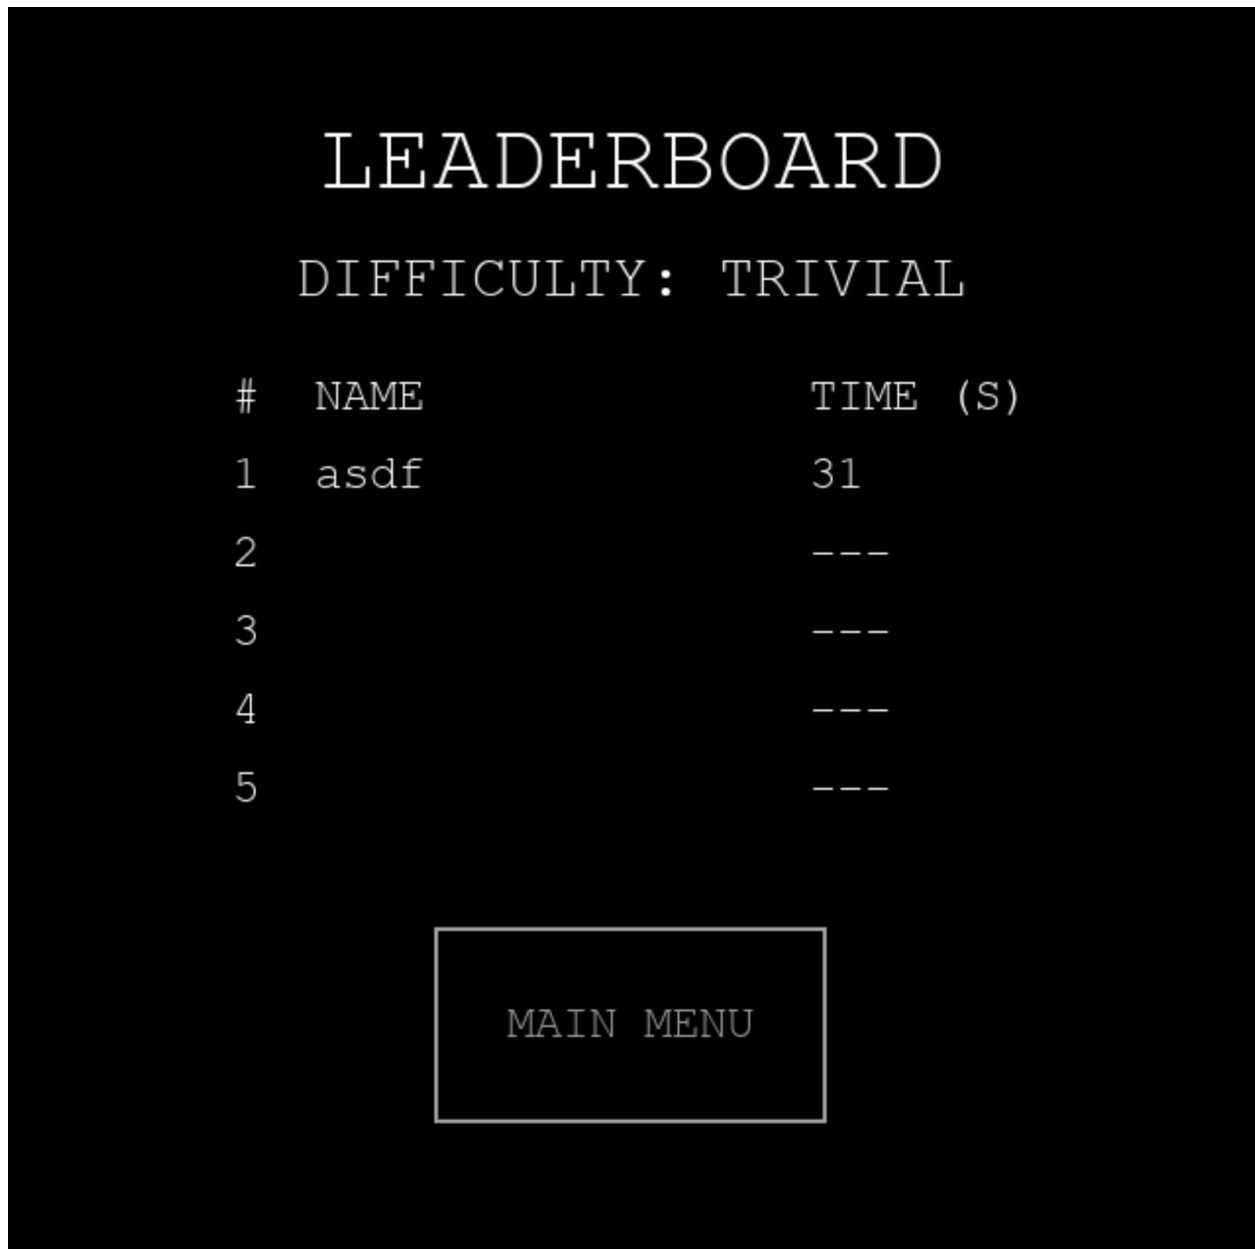 LEADERBOARD
DIFFICULTY: TRIVIAL
# NAME TIME (S)
1 asdf 31
2 ---
3 ---
4 ---
5 ---
MAIN MENU